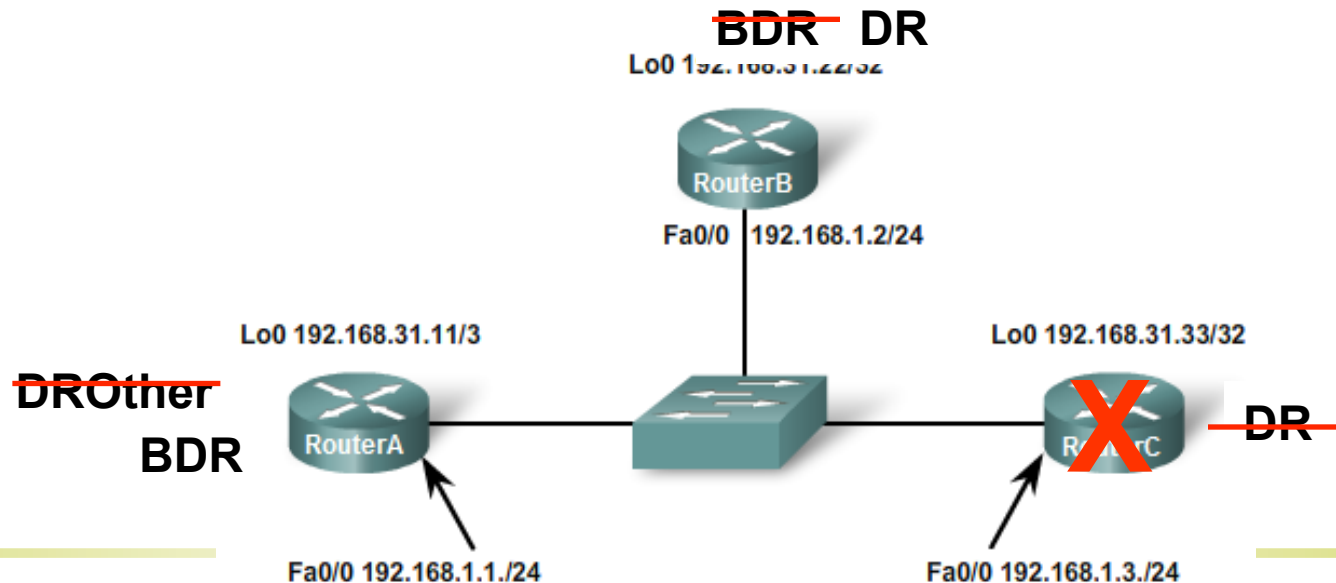 BDR DR
Lo0 192.168.31.22/32
RouterB
Fa0/0 192.168.1.2/24
Lo0 192.168.31.11/3
Lo0 192.168.31.33/32
DROther
RouterA
BDR
X
RouterC
DR
Fa0/0 192.168.1.1./24
Fa0/0 192.168.1.3./24